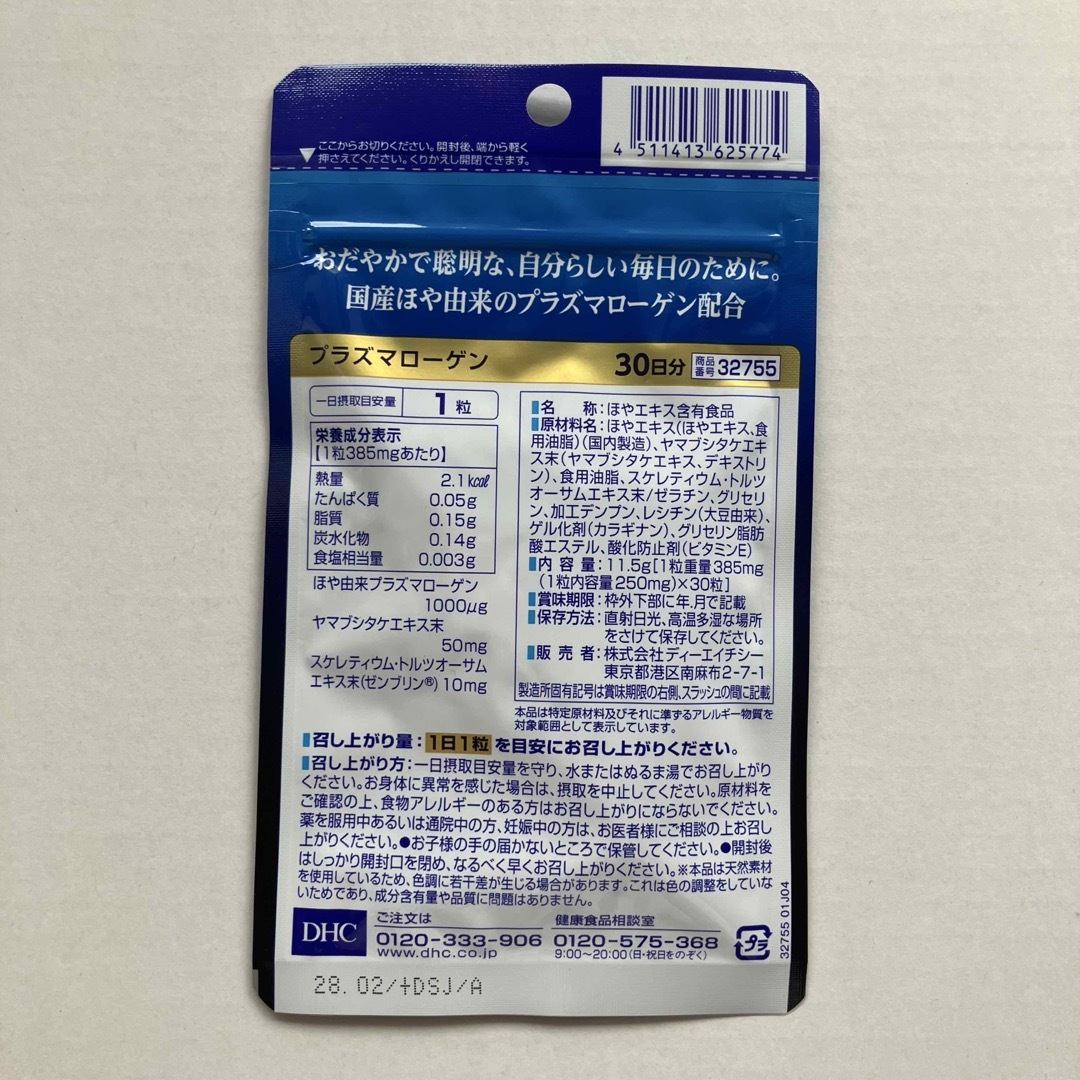 ここからお切りください。開封後、端から軽く
押さえてください。くりかえし開閉できます。
4 511413 625774
おだやかで聡明な、自分らしい毎日のために。
国産ほや由来のプラズマローゲン配合
プラズマローゲン 30日分 商品番号 32755
一日摂取目安量 1粒
栄養成分表示
【1粒385mgあたり】
熱量 2.1kcal
たんぱく質 0.05g
脂質 0.15g
炭水化物 0.14g
食塩相当量 0.003g
ほや由来プラズマローゲン
1000μg
ヤマブシタケエキス末
50mg
スケレティウム・トルツオーサム
エキス末(ゼンブリン®) 10mg
名称:ほやエキス含有食品
原材料名:ほやエキス(ほやエキス、食
用油脂)(国内製造)、ヤマブシタケエキ
ス末(ヤマブシタケエキス、デキストリ
ン)、食用油脂、スケレティウム・トルツ
オーサムエキス末/ゼラチン、グリセリ
ン、加工デンプン、レシチン(大豆由来)、
ゲル化剤(カラギナン)、グリセリン脂肪
酸エステル、酸化防止剤(ビタミンE)
内容量:11.5g[1粒重量385mg
(1粒内容量250mg)×30粒]
賞味期限:枠外下部に年.月で記載
保存方法:直射日光、高温多湿な場所
をさけて保存してください。
販売者:株式会社ディーエイチシー
東京都港区南麻布2-7-1
製造所固有記号は賞味期限の右側、スラッシュの間に記載
本品は特定原材料及びそれに準ずるアレルギー物質を
対象範囲として表示しています。
召し上がり量:1日1粒を目安にお召し上がりください。
召し上がり方:一日摂取目安量を守り、水またはぬるま湯でお召し上がり
ください。お身体に異常を感じた場合は、摂取を中止してください。原材料を
ご確認の上、食物アレルギーのある方はお召し上がりにならないでください。
薬を服用中あるいは通院中の方、妊娠中の方は、お医者様にご相談の上お召し
上がりください。●お子様の手の届かないところで保管してください。●開封後
はしっかり開封口を閉め、なるべく早くお召し上がりください。※本品は天然素材
を使用しているため、色調に若干差が生じる場合があります。これは色の調整をしていな
いためであり、成分含有量や品質に問題はありません。
DHC
ご注文は
0120-333-906
www.dhc.co.jp
健康食品相談室
0120-575-368
9:00〜20:00(日・祝日をのぞく)
プラ
32755 01J04
28. 02/+DSJ/A